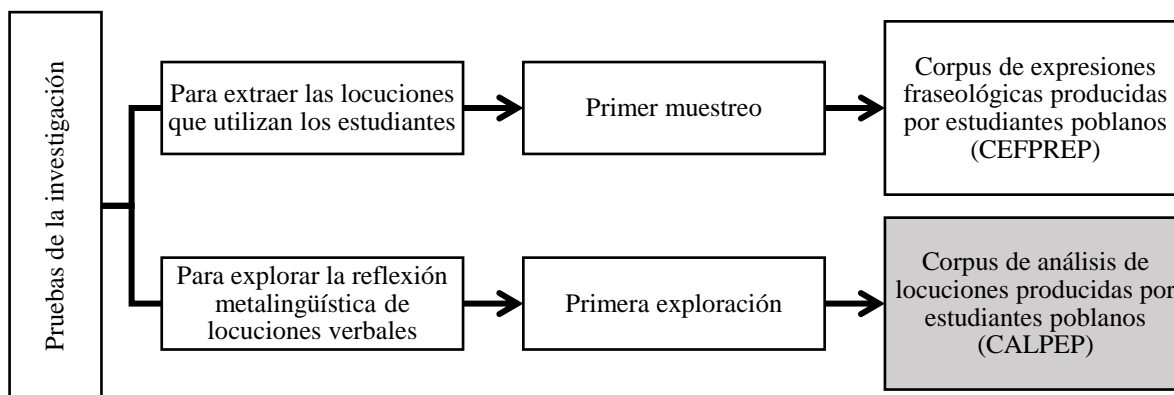 Pruebas de la investigación
Para extraer las locuciones
que utilizan los estudiantes
Primer muestreo
Corpus de expresiones
fraseológicas producidas
por estudiantes poblanos
(CEFPREP)
Para explorar la reflexión
metalingüística de
locuciones verbales
Primera exploración
Corpus de análisis de
locuciones producidas por
estudiantes poblanos
(CALPEP)